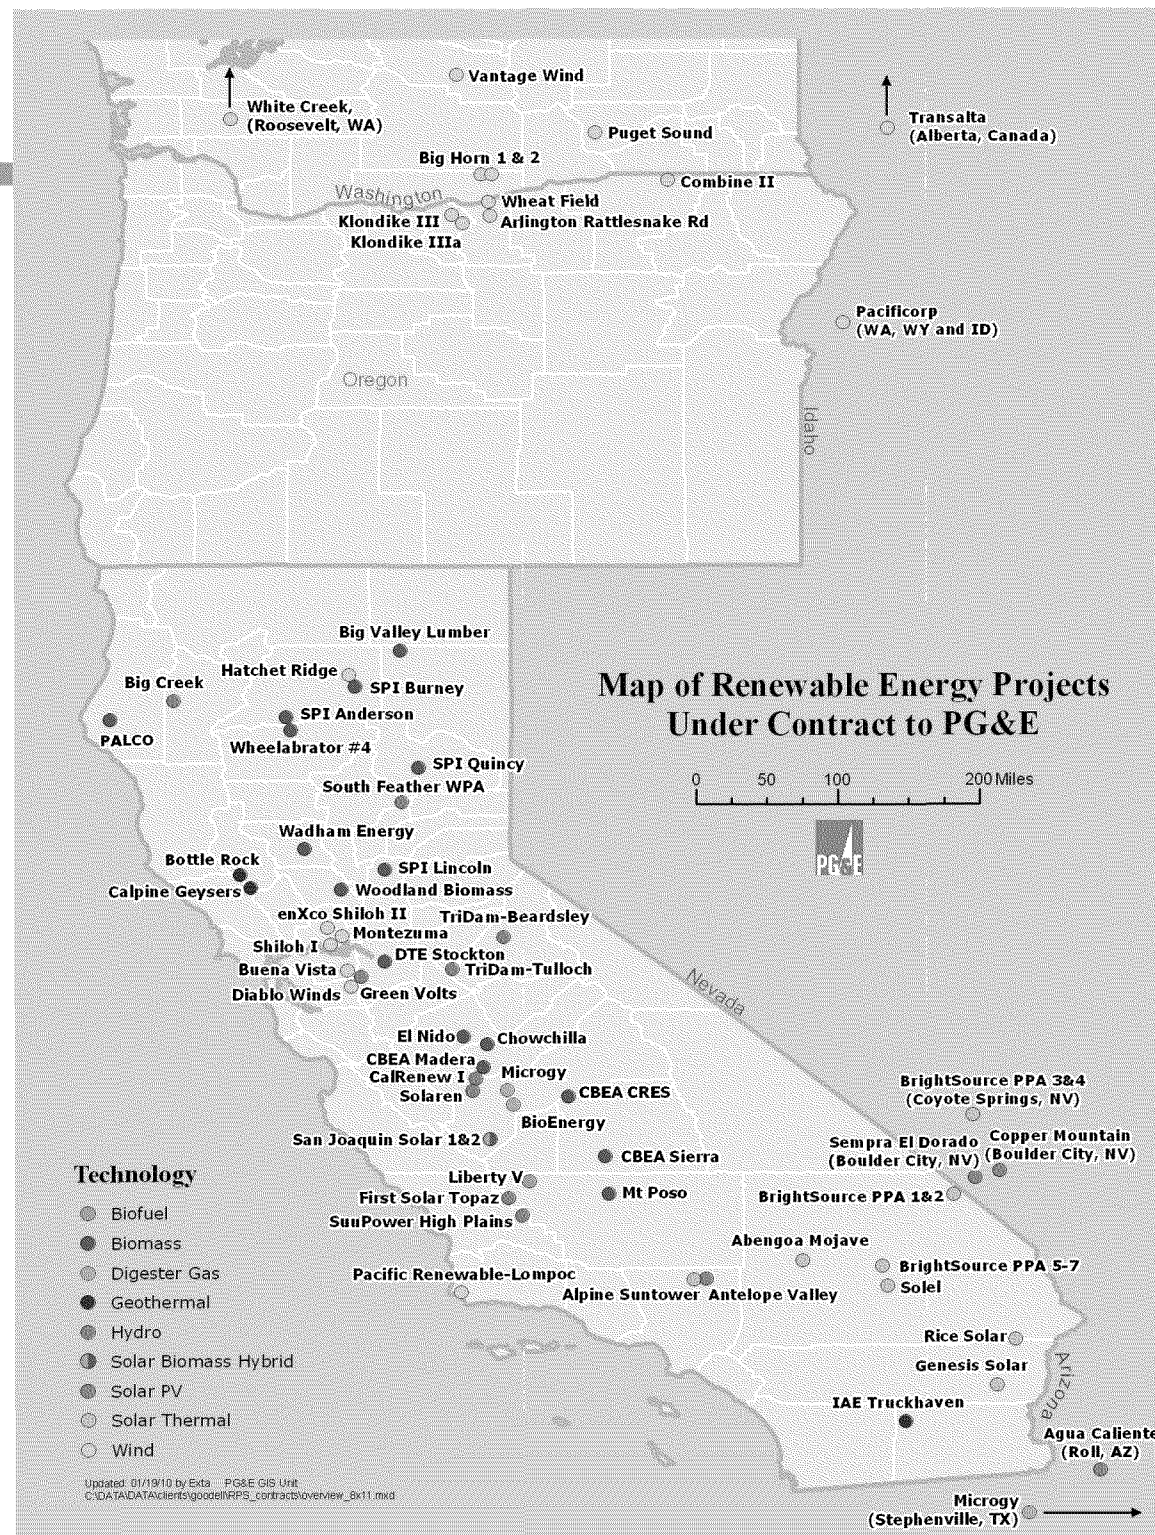 Vantage Wind
White Creek,
(Roosevelt, WA)
Transalta
(Alberta, Canada)
Puget Sound
Big Horn 1 & 2
Combine II
Washington
Wheat Field
Klondike III
Arlington Rattlesnake Rd
Klondike IIIa
Pacificorp
(WA, WY and ID)
Oregon
Idaho
Big Valley Lumber
Hatchet Ridge
Big Creek
SPI Burney
Map of Renewable Energy Projects
Under Contract to PG&E
SPI Anderson
PALCO
Wheelabrator #4
SPI Quincy
0 50 100 200 Miles
South Feather WPA
Wadham Energy
PG&E
Bottle Rock
SPI Lincoln
Calpine Geysers
Woodland Biomass
enXco Shiloh II
TriDam-Beardsley
Montezuma
Shiloh I
DTE Stockton
Buena Vista
TriDam-Tulloch
Diablo Winds
Green Volts
Nevada
El Nido
Chowchilla
CBEA Madera
Microgy
CalRenew I
BrightSource PPA 3&4
(Coyote Springs, NV)
Solaren
CBEA CRES
BioEnergy
San Joaquin Solar 1&2
Sempra El Dorado
(Boulder City, NV)
Copper Mountain
(Boulder City, NV)
CBEA Sierra
Technology
Liberty V
Mt Poso
First Solar Topaz
BrightSource PPA 1&2
Biofuel
SuuPower High Plains
Biomass
Abengoa Mojave
Digester Gas
Pacific Renewable-Lompoc
BrightSource PPA 5-7
Solel
Alpine Suntower
Antelope Valley
Geothermal
Hydro
Rice Solar
Solar Biomass Hybrid
Genesis Solar
Arizona
Solar PV
IAE Truckhaven
Solar Thermal
Agua Caliente
(Roll, AZ)
Wind
Updated: 01/19/10 by Exta PG&E GIS Unit
C:\DATA\DATA\clients\goodell\RPS_contracts\overview_8x11.mxd
Microgy
(Stephenville, TX)